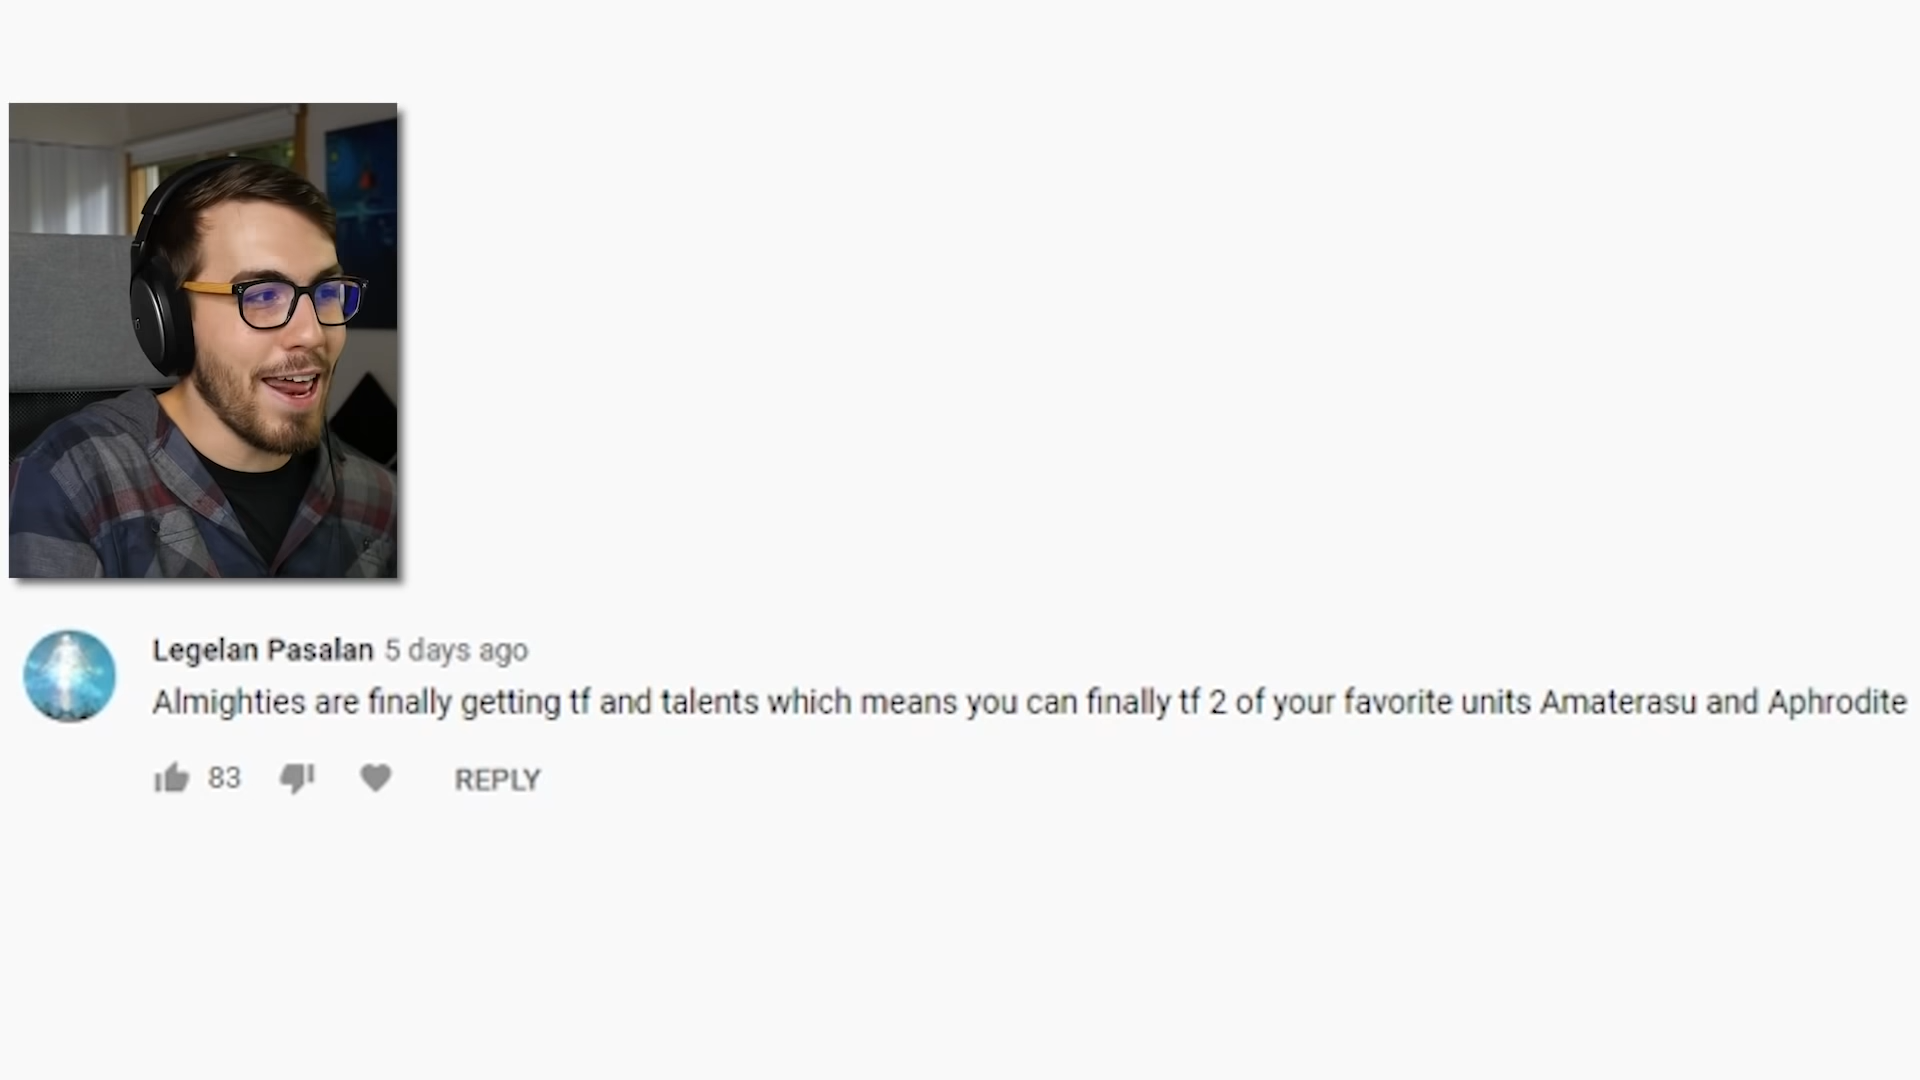 Legelan Pasalan 5 days ago
Almighties are finally getting tf and talents which means you can finally tf 2 of your favorite units Amaterasu and Aphrodite
83 REPLY